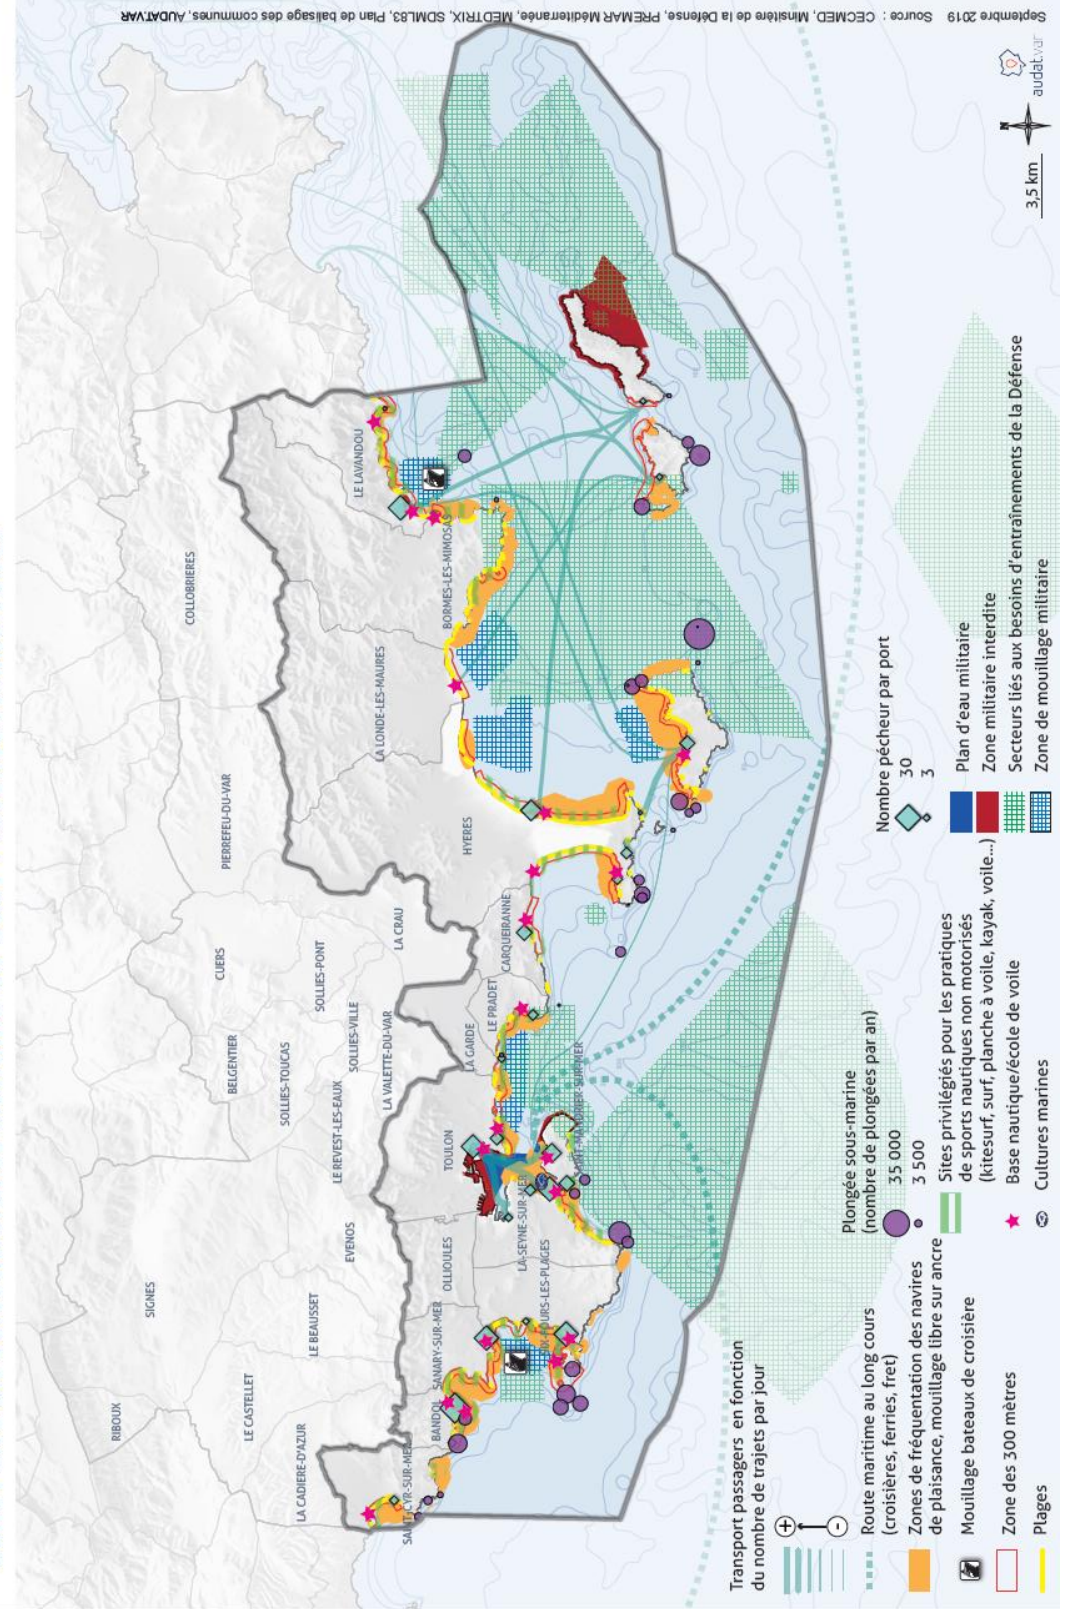 RIBOUX
SIGNES
LE CASTELLET
LA CADIERE-D'AZUR
LE BEAUSSET
EVENOS
SAINT-CYR-SUR-MER
BANDOL
SANARY-SUR-MER
OLLIOULES
SIX-FOURS-LES-PLAGES
LA-SEYNE-SUR-MER
TOULON
SAINT-MANDRIER-SUR-MER
LE REVEST-LES-EAUX
LA VALETTE-DU-VAR
SOLLIES-VILLE
SOLLIES-TOUCAS
BELGENTIER
SOLLIES-PONT
CUERS
LA GARDE
LE PRADET
LA CRAU
CARQUEIRANNE
HYERES
PIERREFEU-DU-VAR
LA LONDE-LES-MAURES
COLLOBRIERES
BORMES-LES-MIMOSAS
LE LAVANDOU
Transport passagers en fonction
du nombre de trajets par jour
+
-
Route maritime au long cours
(croisières, ferries, fret)
Zones de fréquentation des navires
de plaisance, mouillage libre sur ancre
Mouillage bateaux de croisière
Zone des 300 mètres
Plages
Plongée sous-marine
(nombre de plongées par an)
35 000
3 500
Sites privilégiés pour les pratiques
de sports nautiques non motorisés
(kitesurf, surf, planche à voile, kayak, voile...)
Base nautique/école de voile
Cultures marines
Nombre pécheur par port
30
3
Plan d'eau militaire
Zone militaire interdite
Secteurs liés aux besoins d'entraînements de la Défense
Zone de mouillage militaire
3,5 km
N
audat.var
Septembre 2019 Source : CECMED, Minsitère de la Défense, PREMAR Méditerranée, MEDTRIX, SDML83, Plan de balisage des communes, AUDAT.VAR